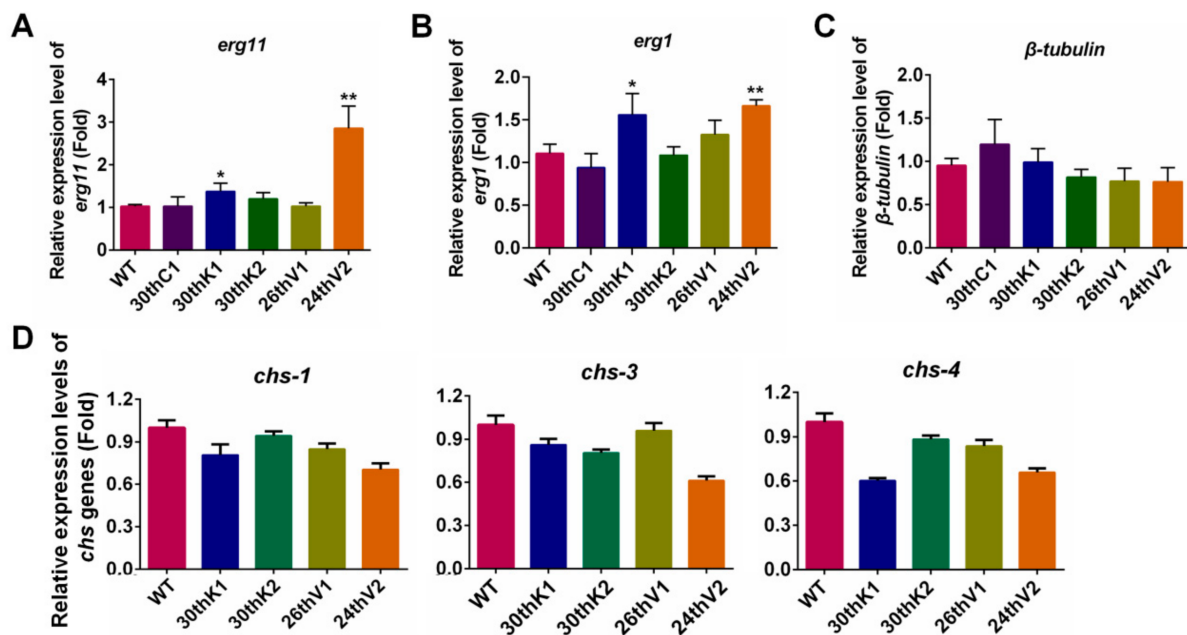 A
erg11
Relative expression level of
erg11 (Fold)
4
3
2
1
0
*
**
WT
30thC1
30thK1
30thK2
26thV1
24thV2
B
erg1
Relative expression level of
erg1 (Fold)
2.0
1.5
1.0
0.5
0.0
*
**
WT
30thC1
30thK1
30thK2
26thV1
24thV2
C
β-tubulin
Relative expression level of
β-tubulin (Fold)
2.0
1.5
1.0
0.5
0.0
WT
30thC1
30thK1
30thK2
26thV1
24thV2
D
Relative expression levels of
chs genes (Fold)
chs-1
1.2
0.9
0.6
0.3
0.0
WT
30thK1
30thK2
26thV1
24thV2
chs-3
1.2
0.9
0.6
0.3
0.0
WT
30thK1
30thK2
26thV1
24thV2
chs-4
1.2
0.9
0.6
0.3
0.0
WT
30thK1
30thK2
26thV1
24thV2